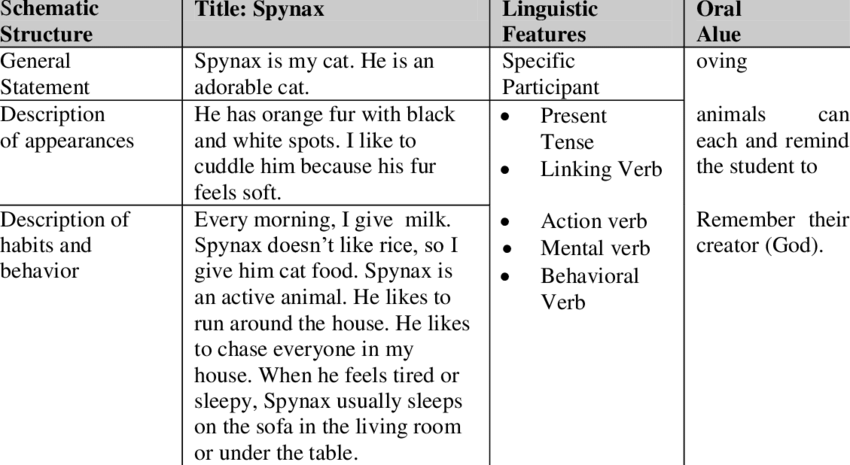 Schematic
Structure
Title: Spynax
Linguistic
Features
Oral
Alue
General
Statement
Spynax is my cat. He is an
adorable cat.
Specific
Participant
oving
Description
of appearances
He has orange fur with black
and white spots. I like to
cuddle him because his fur
feels soft.
• Present
Tense
• Linking Verb
animals can
each and remind
the student to
Description of
habits and
behavior
Every morning, I give milk.
Spynax doesn’t like rice, so I
give him cat food. Spynax is
an active animal. He likes to
run around the house. He likes
to chase everyone in my
house. When he feels tired or
sleepy, Spynax usually sleeps
on the sofa in the living room
or under the table.
• Action verb
• Mental verb
• Behavioral
Verb
Remember their
creator (God).